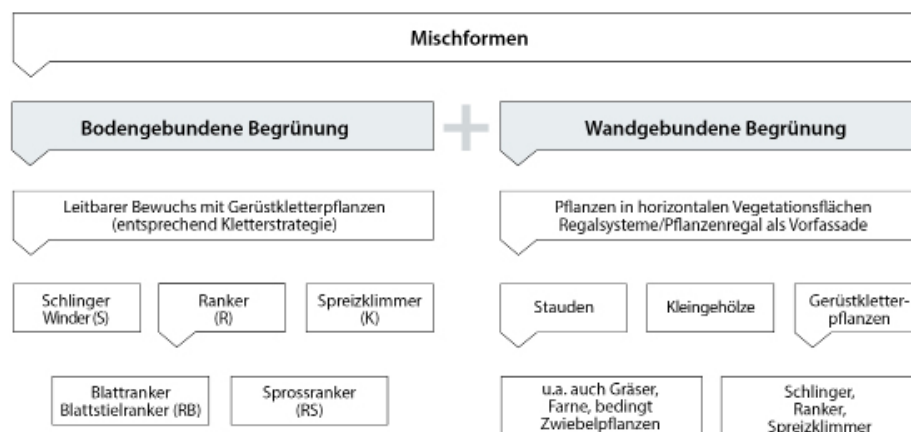 Mischformen
Bodengebundene Begrünung
+
Wandgebundene Begrünung
Leitbarer Bewuchs mit Gerüstkletterpflanzen
(entsprechend Kletterstrategie)
Pflanzen in horizontalen Vegetationsflächen
Regalsysteme/Pflanzenregal als Vorfassade
Schlinger
Winder (S)
Ranker
(R)
Spreizklimmer
(K)
Stauden
Kleingehölze
Gerüstkletter-
pflanzen
Blattranker
Blattstielranker (RB)
Sprossranker
(RS)
u.a. auch Gräser,
Farne, bedingt
Zwiebelpflanzen
Schlinger,
Ranker,
Spreizklimmer